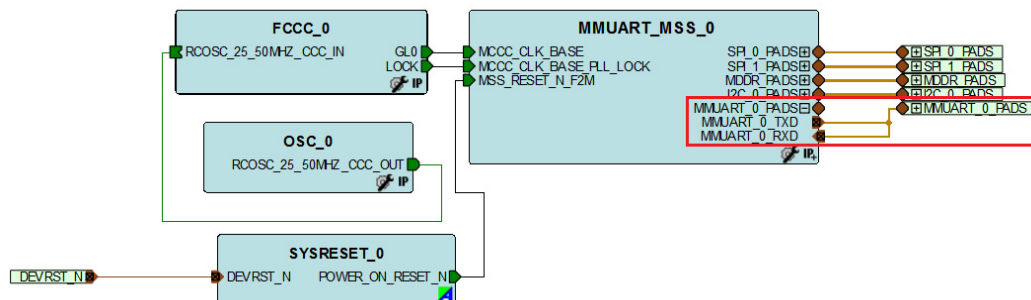 FCCC_0
RCOSC_25_50MHZ_CCC_IN
GL0
LOCK
IP
MMUART_MSS_0
MCCC_CLK_BASE
MCCC_CLK_BASE_PLL_LOCK
MSS_RESET_N_F2M
SPI_0_PADS
SPI_1_PADS
MDDR_PADS
I2C_0_PADS
MMUART_0_PADS
MMUART_0_TXD
MMUART_0_RXD
IP+
SPI_0_PADS
SPI_1_PADS
MDDR_PADS
I2C_0_PADS
MMUART_0_PADS
OSC_0
RCOSC_25_50MHZ_CCC_OUT
IP
SYSRESET_0
DEVRST_N
DEVRST_N
POWER_ON_RESET_N
A